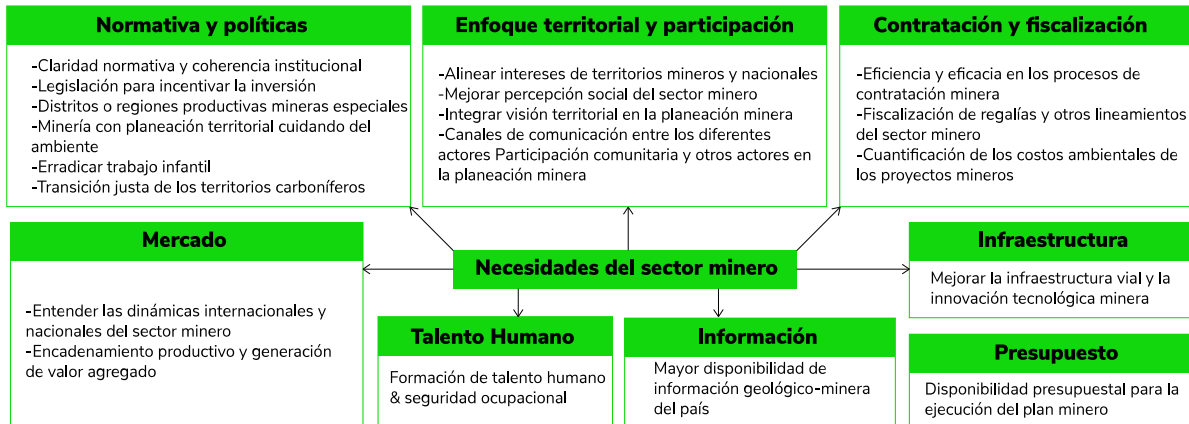 Normativa y políticas
-Claridad normativa y coherencia institucional
-Legislación para incentivar la inversión
-Distritos o regiones productivas mineras especiales
-Minería con planeación territorial cuidando del
ambiente
-Erradicar trabajo infantil
-Transición justa de los territorios carboníferos
Enfoque territorial y participación
-Alinear intereses de territorios mineros y nacionales
-Mejorar percepción social del sector minero
-Integrar visión territorial en la planeación minera
-Canales de comunicación entre los diferentes
actores Participación comunitaria y otros actores en
la planeación minera
Contratación y fiscalización
-Eficiencia y eficacia en los procesos de
contratación minera
-Fiscalización de regalías y otros lineamientos
del sector minero
-Cuantificación de los costos ambientales de
los proyectos mineros
Mercado
-Entender las dinámicas internacionales y
nacionales del sector minero
-Encadenamiento productivo y generación
de valor agregado
Necesidades del sector minero
Talento Humano
Formación de talento humano
& seguridad ocupacional
Información
Mayor disponibilidad de
información geológico-minera
del país
Infraestructura
Mejorar la infraestructura vial y la
innovación tecnológica minera
Presupuesto
Disponibilidad presupuestal para la
ejecución del plan minero